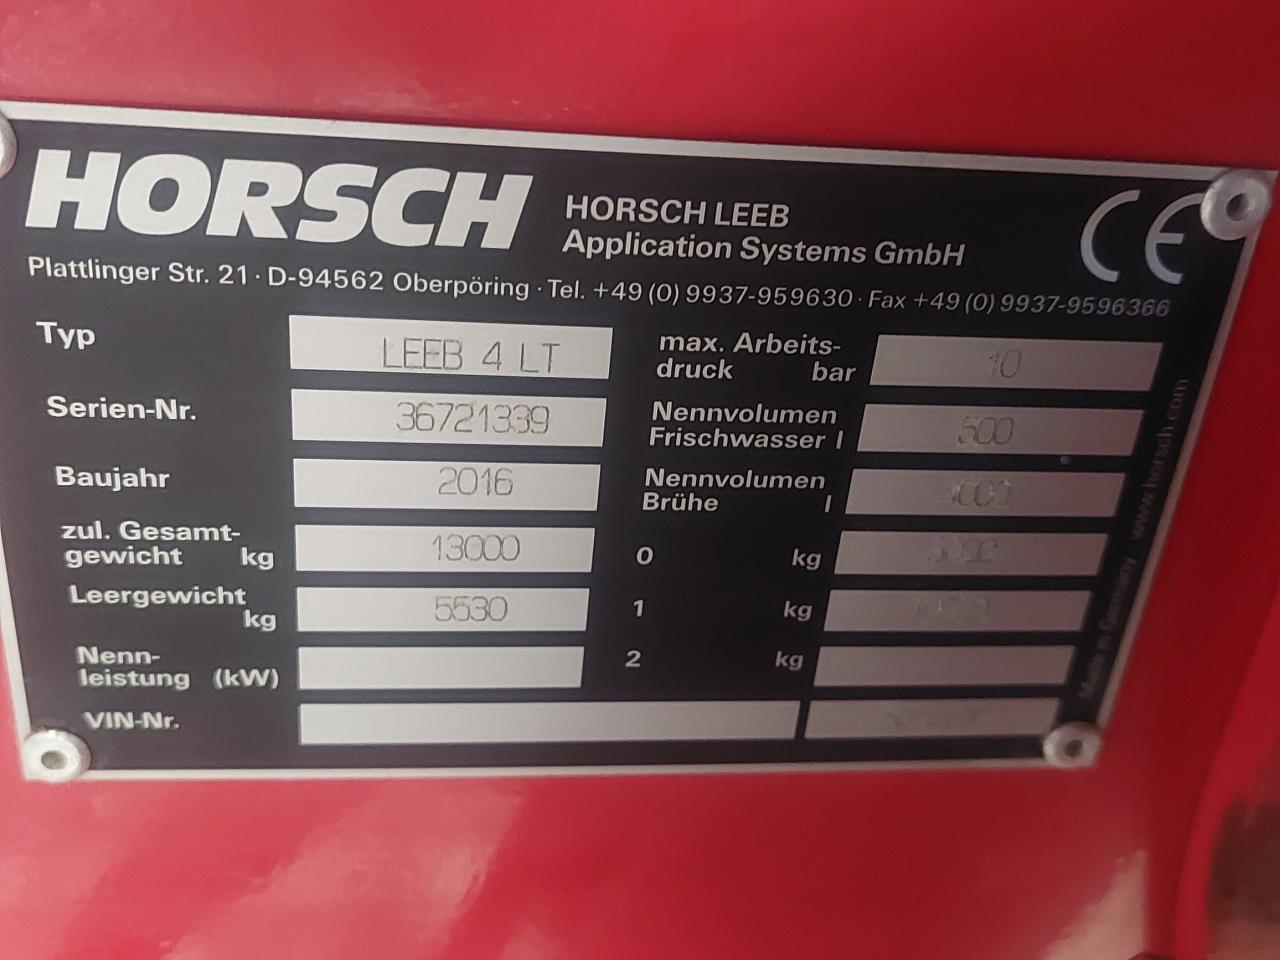 HORSCH
HORSCH LEEB
Application Systems GmbH
CE
Plattlinger Str. 21 · D-94562 Oberpöring · Tel. +49 (0) 9937-959630 · Fax +49 (0) 9937-9596366
Typ LEEB 4 LT
Serien-Nr. 36721339
Baujahr 2016
zul. Gesamt-
gewicht kg 13000
Leergewicht
kg 5530
Nenn-
leistung (kW)
VIN-Nr.
max. Arbeits-
druck bar 10
Nennvolumen
Frischwasser l 500
Nennvolumen
Brühe l 4000
0 kg
1 kg
2 kg
Made in Germany www.horsch.com